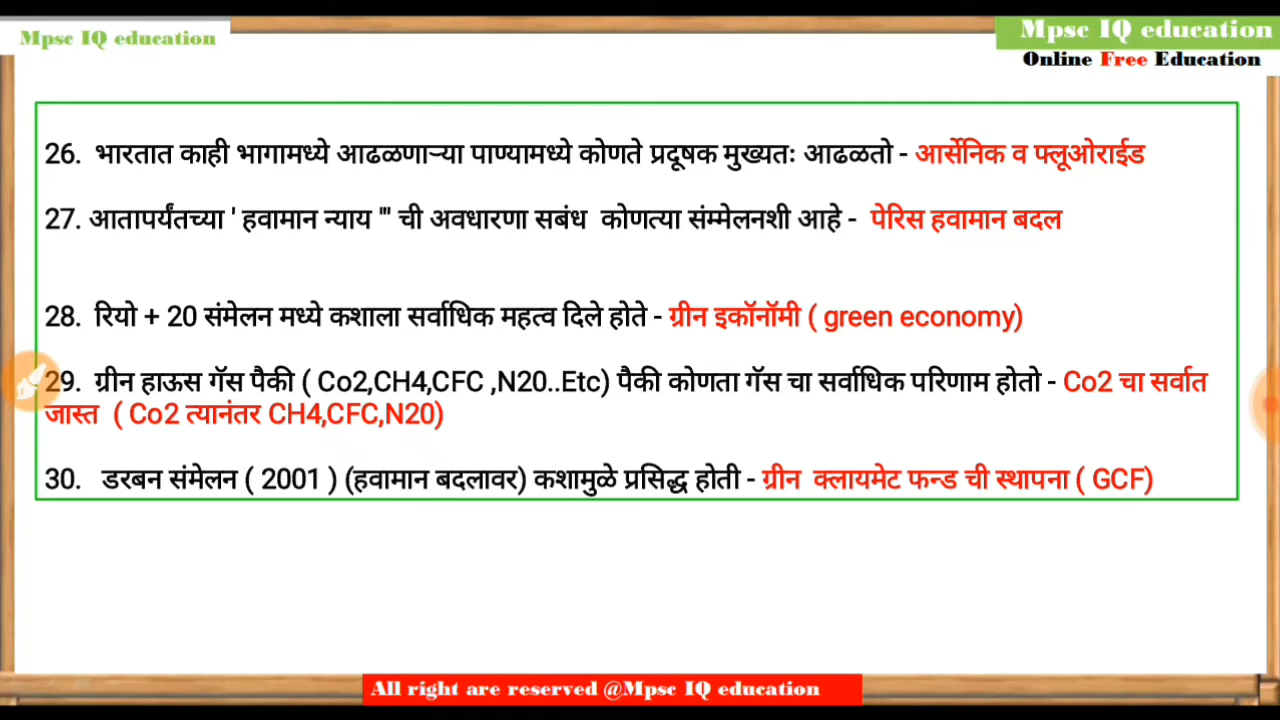 Mpsc IQ education
Mpsc IQ education
Online Free Education
26. भारतात काही भागामध्ये आढळणाऱ्या पाण्यामध्ये कोणते प्रदूषक मुख्यतः आढळतो - आर्सेनिक व फ्लूओराईड
27. आतापर्यंतच्या ' हवामान न्याय '" ची अवधारणा सबंध कोणत्या संम्मेलनशी आहे - पेरिस हवामान बदल
28. रियो + 20 संमेलन मध्ये कशाला सर्वाधिक महत्व दिले होते - ग्रीन इकॉनॉमी ( green economy)
29. ग्रीन हाऊस गॅस पैकी ( Co2,CH4,CFC ,N20..Etc) पैकी कोणता गॅस चा सर्वाधिक परिणाम होतो - Co2 चा सर्वात
जास्त ( Co2 त्यानंतर CH4,CFC,N20)
30. डरबन संमेलन ( 2001 ) (हवामान बदलावर) कशामुळे प्रसिद्ध होती - ग्रीन क्लायमेट फन्ड ची स्थापना ( GCF)
All right are reserved @Mpsc IQ education